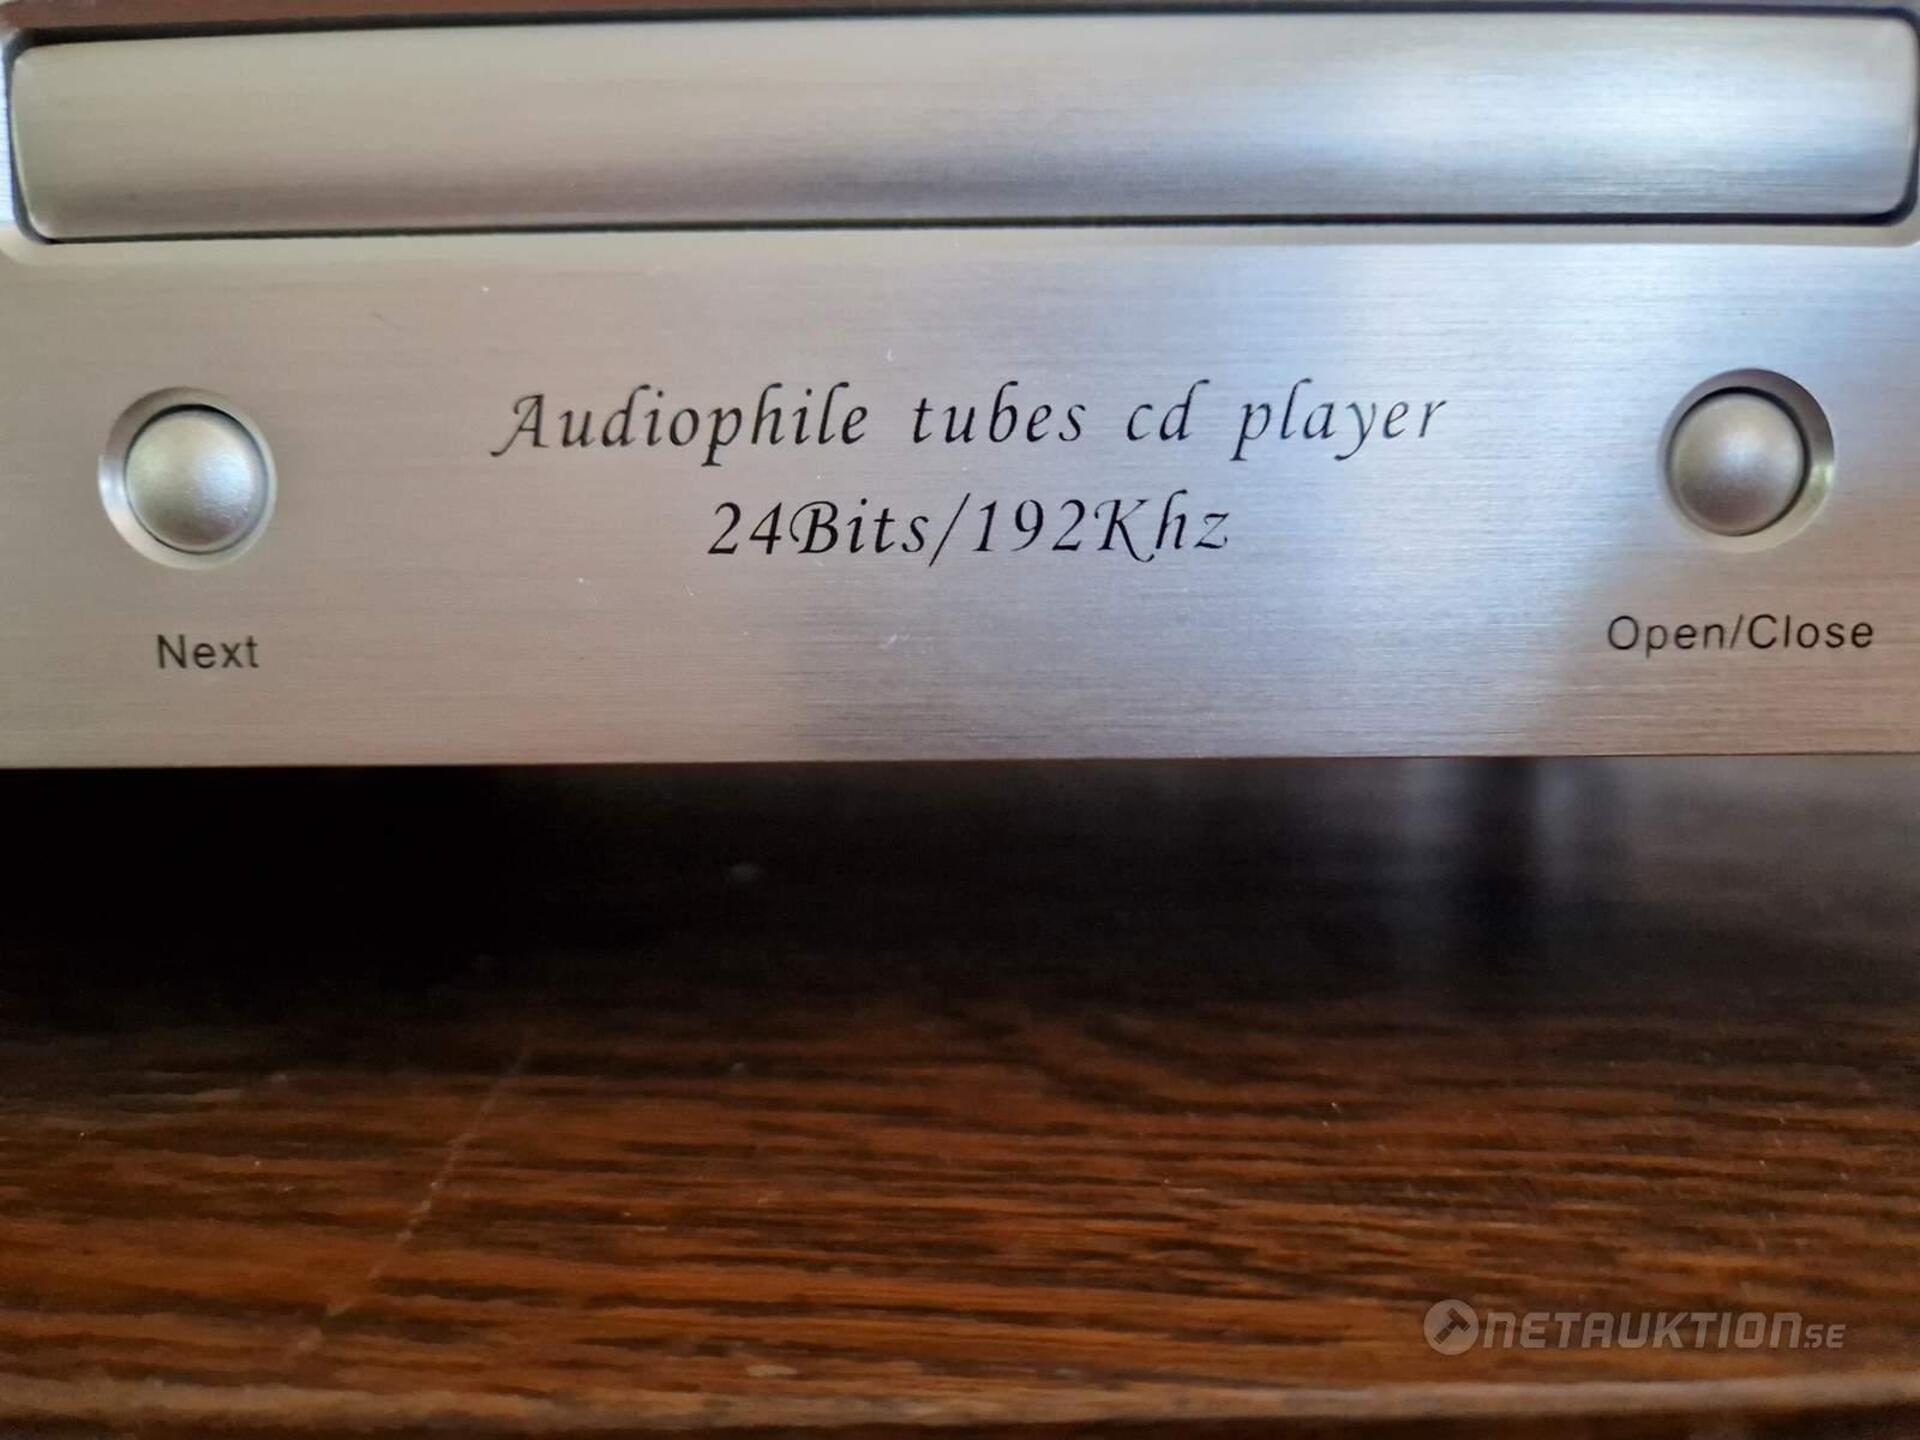 Audiophile tubes cd player
24Bits/192Khz
Next
Open/Close
NETAUKTION.SE